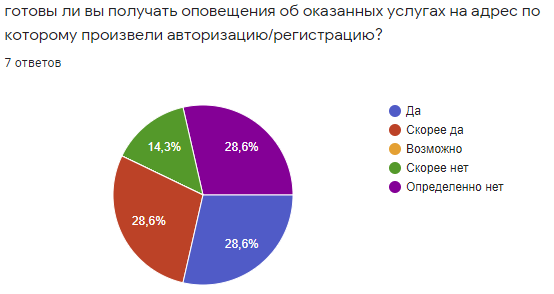 готовы ли вы получать оповещения об оказанных услугах на адрес по
которому произвели авторизацию/регистрацию?
7 ответов
Да
Скорее да
Возможно
Скорее нет
Определенно нет
14,3%
28,6%
28,6%
28,6%